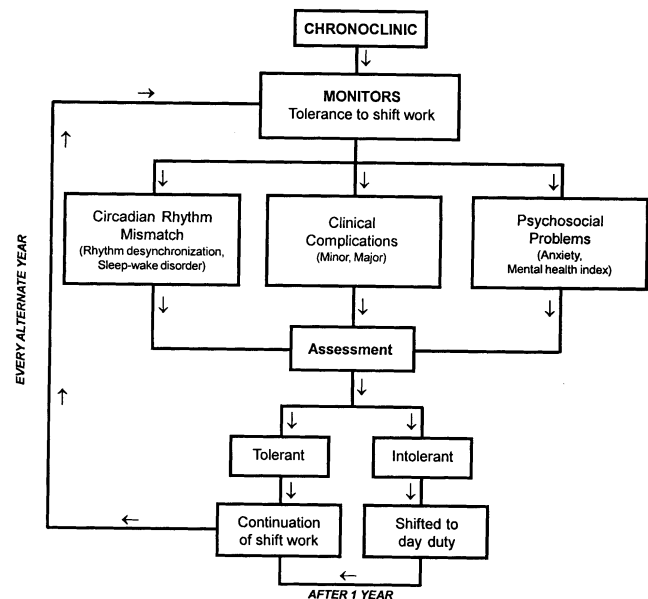 CHRONOCLINIC
MONITORS
Tolerance to shift work
Circadian Rhythm
Mismatch
(Rhythm desynchronization,
Sleep-wake disorder)
Clinical
Complications
(Minor, Major)
Psychosocial
Problems
(Anxiety,
Mental health index)
EVERY ALTERNATE YEAR
Assessment
Tolerant
Intolerant
Continuation
of shift work
Shifted to
day duty
AFTER 1 YEAR